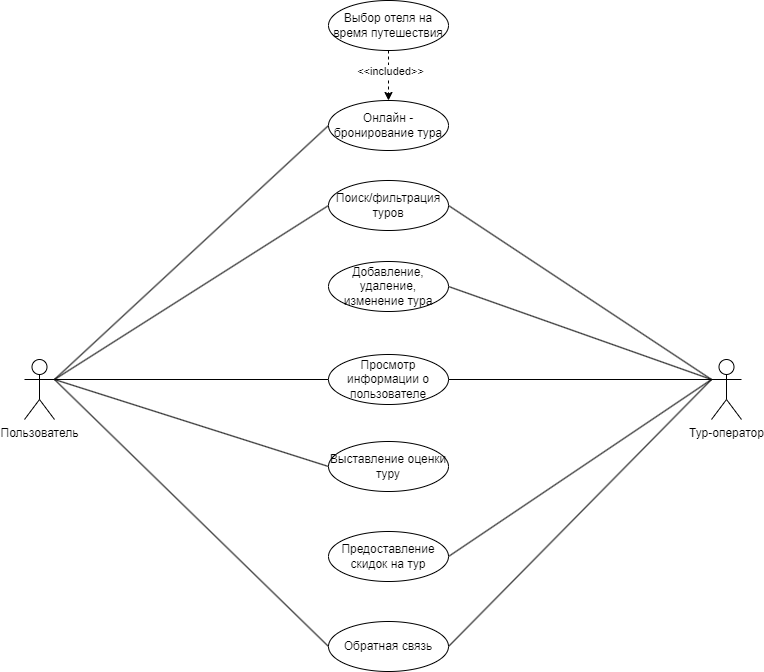 Выбор отеля на
время путешествия
<<included>>
Онлайн -
бронирование тура
Поиск/фильтрация
туров
Добавление,
удаление,
изменение тура
Просмотр
информации о
пользователе
Пользователь
Тур-оператор
Выставление оценки
туру
Предоставление
скидок на тур
Обратная связь